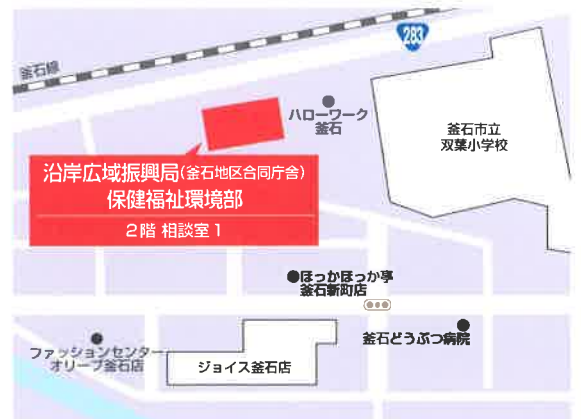 283
釜石線
ハローワーク
釜石
釜石市立
双葉小学校
沿岸広域振興局(釜石地区合同庁舎)
保健福祉環境部
2階 相談室1
ほっかほっか亭
釜石新町店
釜石どうぶつ病院
ファッションセンター
オリーブ釜石店
ジョイス釜石店